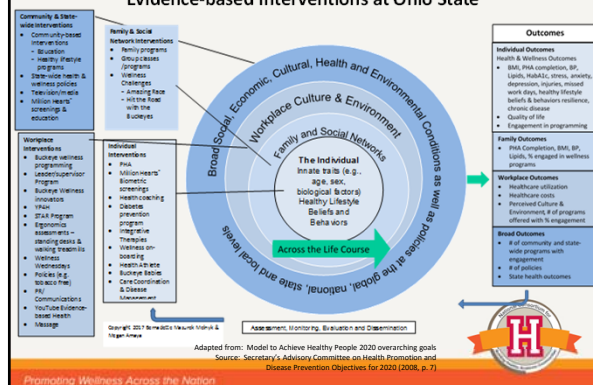 Evidence-based Interventions at Ohio State
Community & State-
wide Interventions
Community-based
interventions
- Education
- Healthy lifestyle
programs
State-wide health &
wellness policies
Television/media
Million Hearts®
screenings &
education
Family & Social
Network Interventions
Family programs
Group classes
/programs
Wellness
Challenges
- Amazing Race
- Hit the Road
with the
Buckeyes
Workplace
Interventions
Buckeye wellness
programming
Leader/supervisor
Program
Buckeye Wellness
innovators
YP4H
STAR Program
Ergonomics
assessments –
standing desks &
walking treadmills
Wellness
Wednesdays
Policies (e.g.
tobacco free)
PR/
Communications
YouTube Evidence-
based Health
Message
Individual
Interventions
PHA
Million Hearts®
Biometric
screenings
Health coaching
Diabetes
prevention
program
Integrative
Therapies
Wellness on-
boarding
Health Athlete
Buckeye Babies
Care Coordination
& Disease
Management
Broad Social, Economic, Cultural, Health and Environmental Conditions as well as policies at the global, national, state and local levels
Workplace Culture & Environment
Family and Social Networks
The Individual
Innate traits (e.g.,
age, sex,
biological factors)
Healthy Lifestyle
Beliefs and
Behaviors
Across the Life Course
Outcomes
Individual Outcomes
Health & Wellness Outcomes
BMI, PHA completion, BP,
Lipids, HabA1c, stress, anxiety,
depression, injuries, missed
work days, healthy lifestyle
beliefs & behaviors resilience,
chronic disease
Quality of life
Engagement in programming
Family Outcomes
PHA Completion, BMI, BP,
Lipids, % engaged in wellness
programs
Workplace Outcomes
Healthcare utilization
Healthcare costs
Perceived Culture &
Environment, # of programs
offered with % engagement
Broad Outcomes
# of community and state-
wide programs with
engagement
# of policies
State health outcomes
Copyright 2017 Bernadette Mazurek Melnyk &
Megan Amaya
Assessment, Monitoring, Evaluation and Dissemination
Adapted from: Model to Achieve Healthy People 2020 overarching goals
Source: Secretary's Advisory Committee on Health Promotion and
Disease Prevention Objectives for 2020 (2008, p. 7)
H
Promoting Wellness Across the Nation